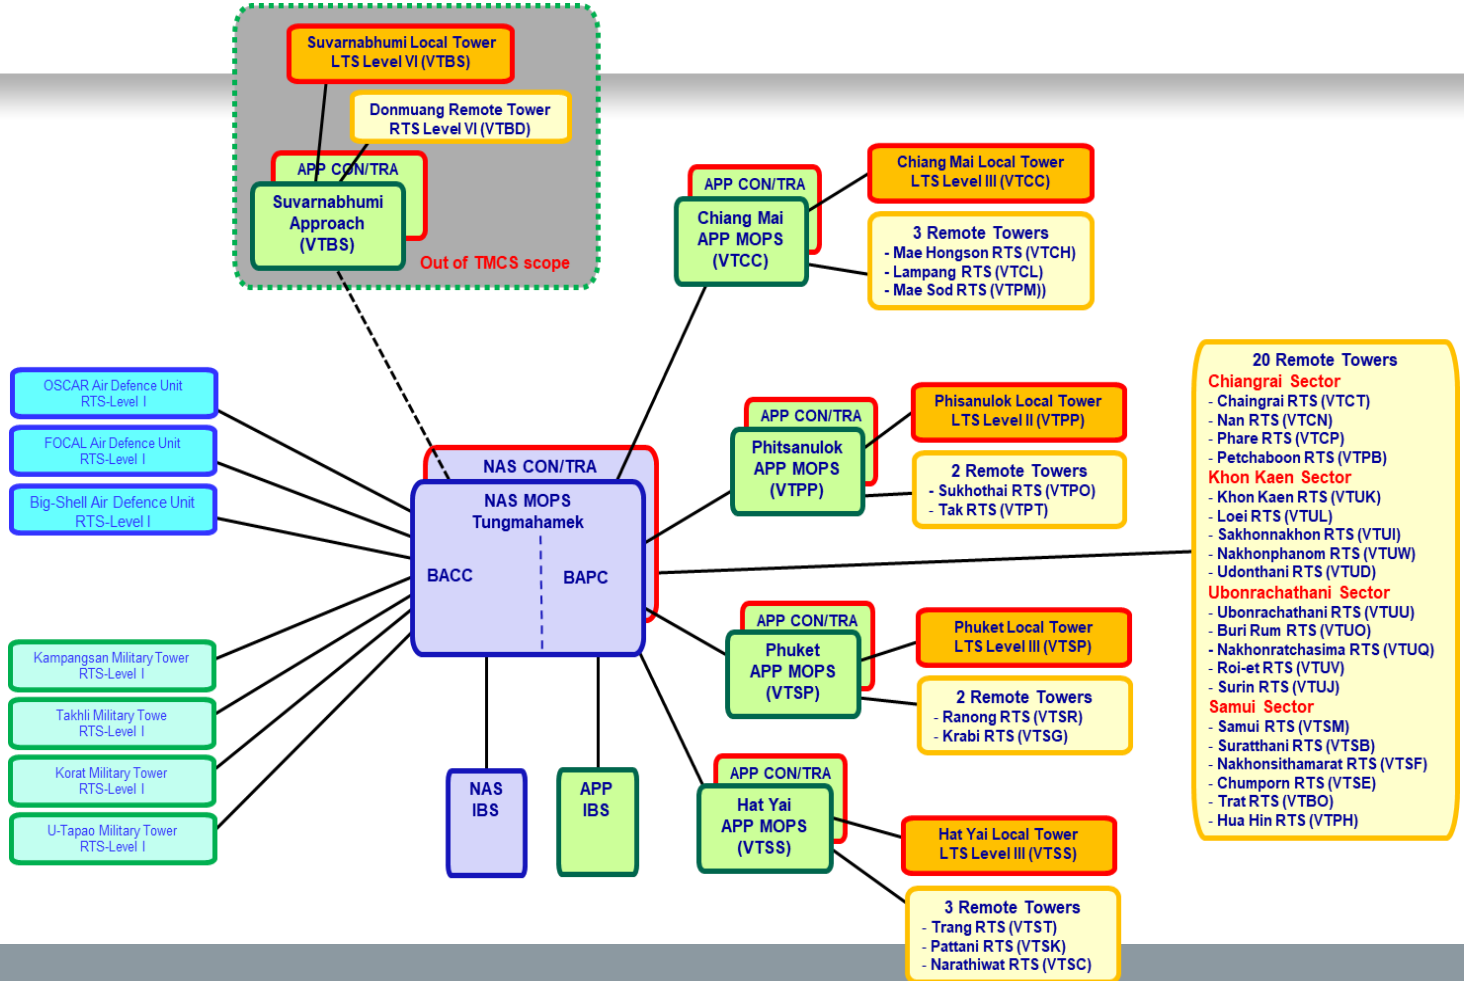 Suvarnabhumi Local Tower
LTS Level VI (VTBS)
Donmuang Remote Tower
RTS Level VI (VTBD)
APP CON/TRA
Suvarnabhumi
Approach
(VTBS)
Out of TMCS scope
APP CON/TRA
Chiang Mai
APP MOPS
(VTCC)
Chiang Mai Local Tower
LTS Level III (VTCC)
3 Remote Towers
- Mae Hongson RTS (VTCH)
- Lampang RTS (VTCL)
- Mae Sod RTS (VTPM))
OSCAR Air Defence Unit
RTS-Level I
FOCAL Air Defence Unit
RTS-Level I
Big-Shell Air Defence Unit
RTS-Level I
NAS CON/TRA
NAS MOPS
Tungmahamek
BACC
BAPC
APP CON/TRA
Phitsanulok
APP MOPS
(VTPP)
Phisanulok Local Tower
LTS Level II (VTPP)
2 Remote Towers
- Sukhothai RTS (VTPO)
- Tak RTS (VTPT)
20 Remote Towers
Chiangrai Sector
- Chaingrai RTS (VTCT)
- Nan RTS (VTCN)
- Phare RTS (VTCP)
- Petchaboon RTS (VTPB)
Khon Kaen Sector
- Khon Kaen RTS (VTUK)
- Loei RTS (VTUL)
- Sakhonnakhon RTS (VTUI)
- Nakhonphanom RTS (VTUW)
- Udonthani RTS (VTUD)
Ubonrachathani Sector
- Ubonrachathani RTS (VTUU)
- Buri Rum RTS (VTUO)
- Nakhonratchasima RTS (VTUQ)
- Roi-et RTS (VTUV)
- Surin RTS (VTUJ)
Samui Sector
- Samui RTS (VTSM)
- Suratthani RTS (VTSB)
- Nakhonsithamarat RTS (VTSF)
- Chumporn RTS (VTSE)
- Trat RTS (VTBO)
- Hua Hin RTS (VTPH)
Kampangsan Military Tower
RTS-Level I
Takhli Military Towe
RTS-Level I
Korat Military Tower
RTS-Level I
U-Tapao Military Tower
RTS-Level I
APP CON/TRA
Phuket
APP MOPS
(VTSP)
Phuket Local Tower
LTS Level III (VTSP)
2 Remote Towers
- Ranong RTS (VTSR)
- Krabi RTS (VTSG)
NAS
IBS
APP
IBS
APP CON/TRA
Hat Yai
APP MOPS
(VTSS)
Hat Yai Local Tower
LTS Level III (VTSS)
3 Remote Towers
- Trang RTS (VTST)
- Pattani RTS (VTSK)
- Narathiwat RTS (VTSC)